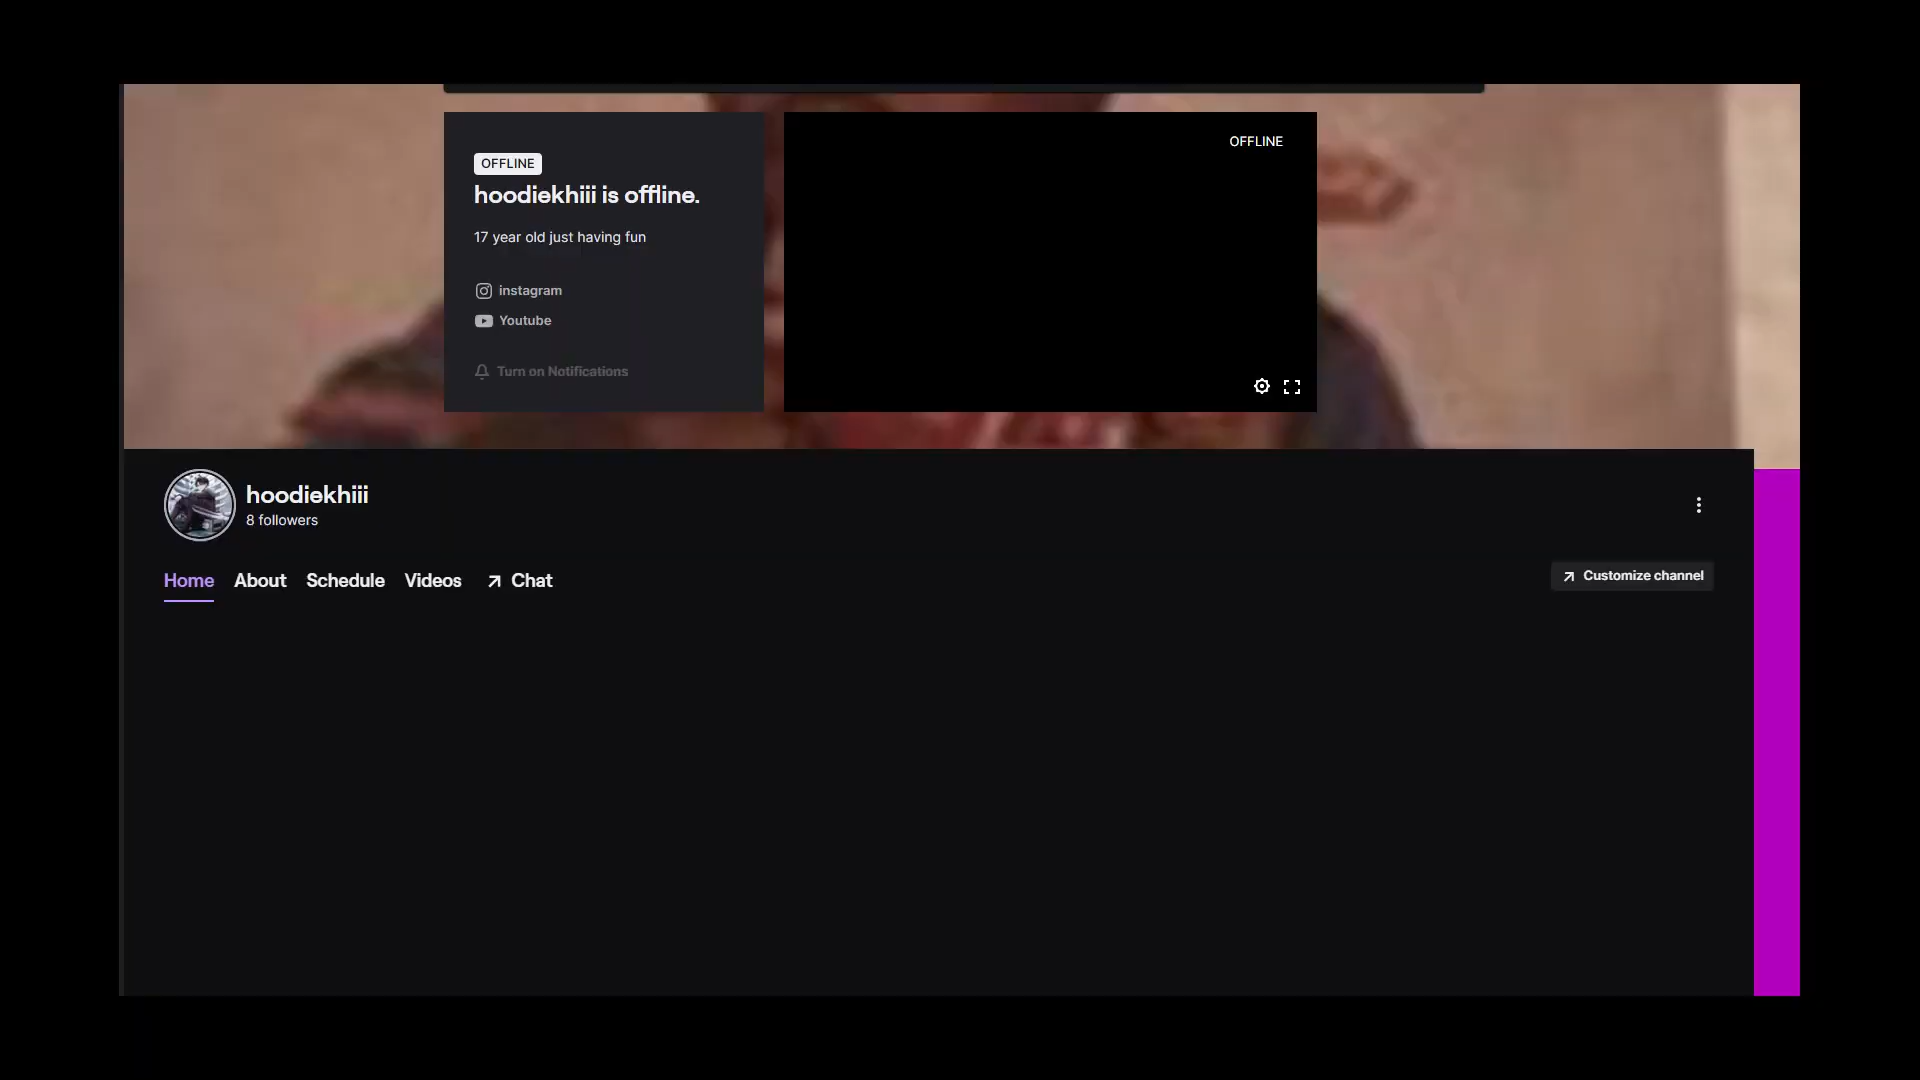 OFFLINE
hoodiekhiii is offline.
17 year old just having fun
instagram
Youtube
Turn on Notifications
OFFLINE
hoodiekhiii
8 followers
Home About Schedule Videos Chat
Customize channel